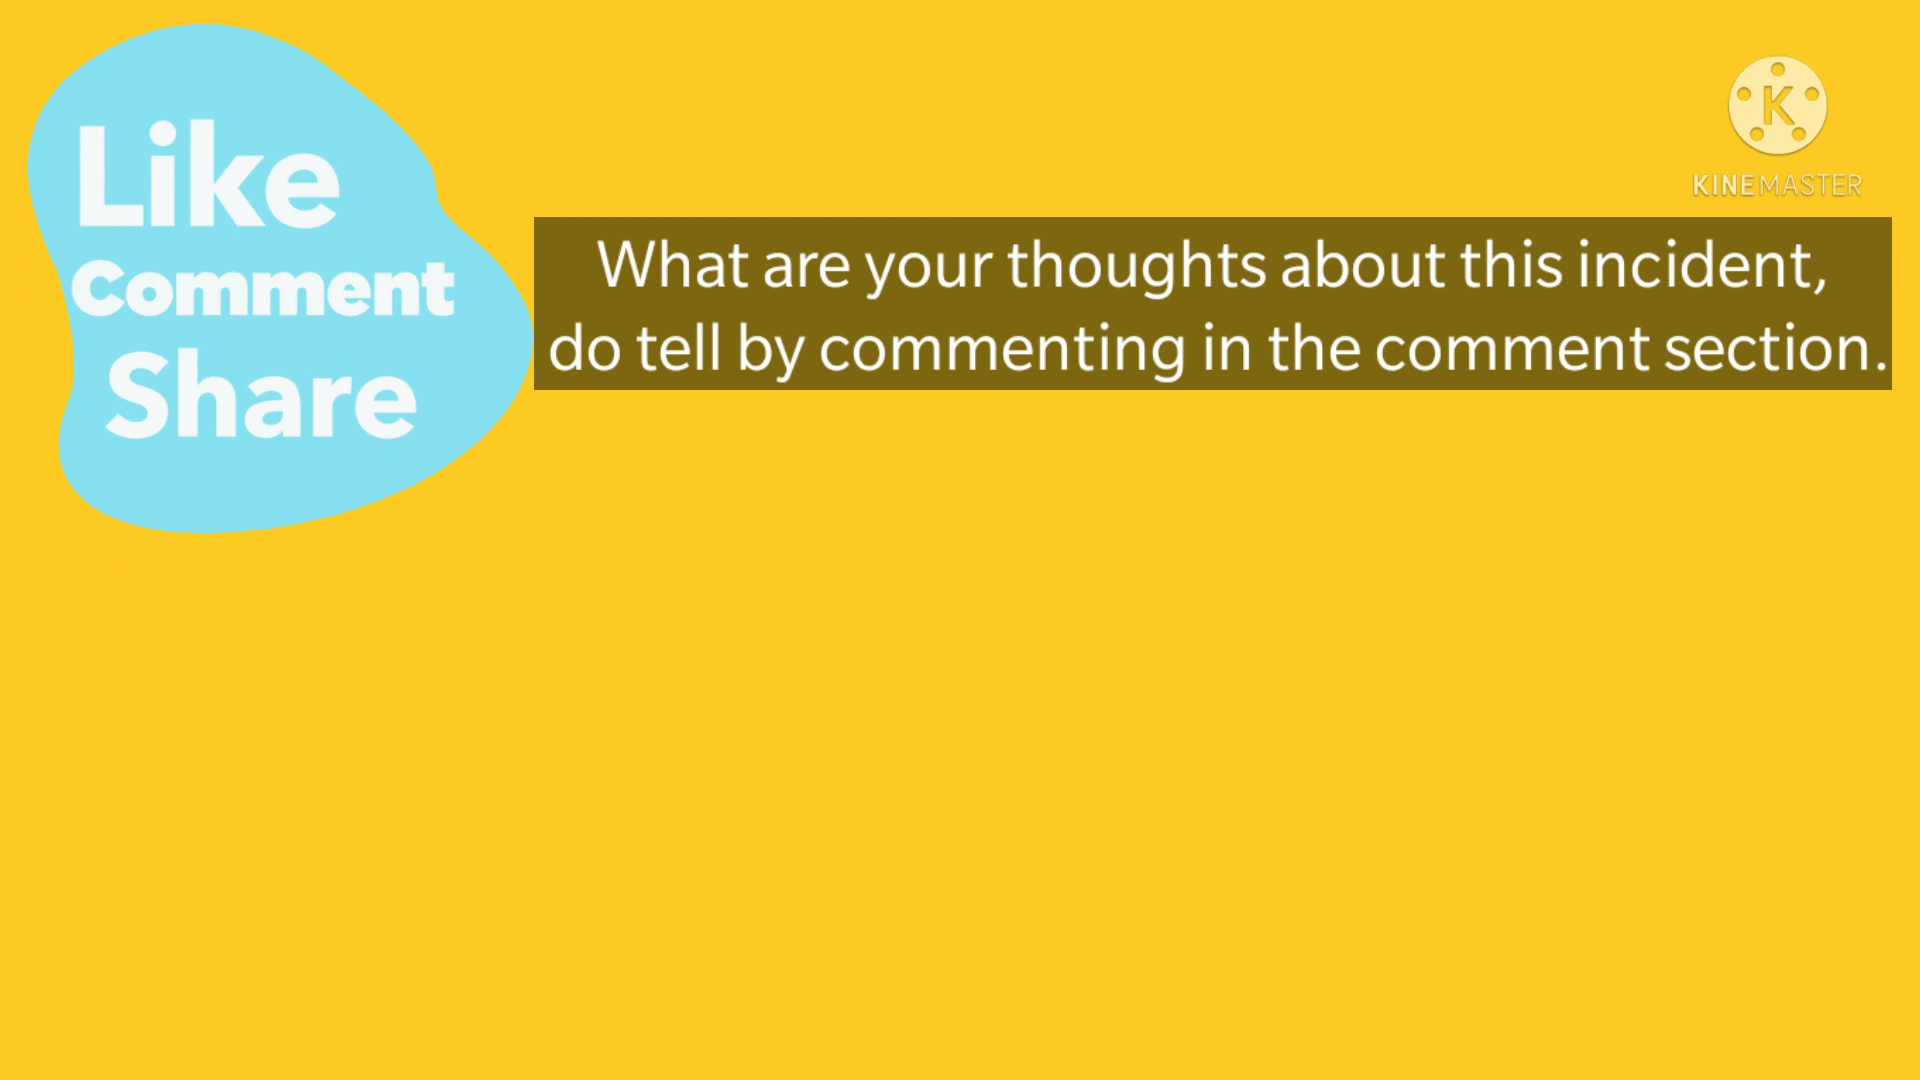 Like
Comment
Share
K
KINEMASTER
What are your thoughts about this incident,
do tell by commenting in the comment section.